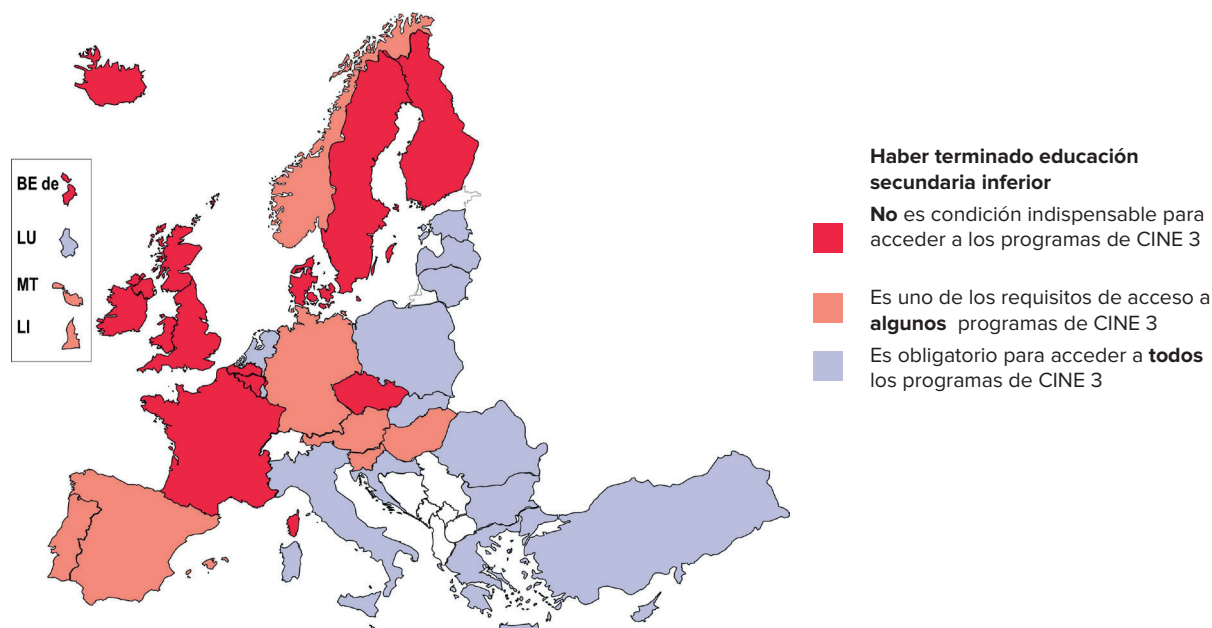 BE de
LU
MT
LI
Haber terminado educación
secundaria inferior
No es condición indispensable para
acceder a los programas de CINE 3
Es uno de los requisitos de acceso a
algunos programas de CINE 3
Es obligatorio para acceder a todos
los programas de CINE 3